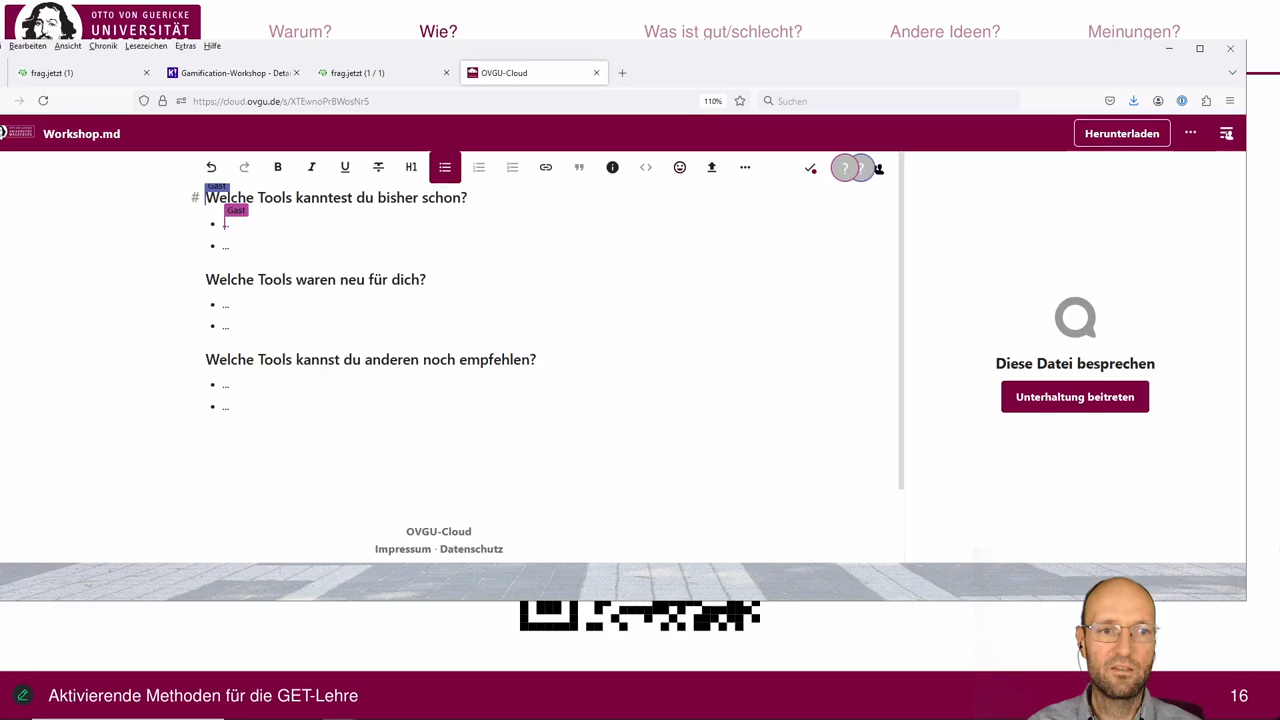 OTTO VON GUERICKE
UNIVERSITÄT
Warum?
Wie?
Was ist gut/schlecht?
Andere Ideen?
Meinungen?
Bearbeiten Ansicht Chronik Lesezeichen Extras Hilfe
frag.jetzt (1)
Gamification-Workshop - Detai
frag.jetzt (1 / 1)
OVGU-Cloud
https://cloud.ovgu.de/s/XTEwnoPrBWosNr5
110%
Suchen
Workshop.md
Herunterladen
B I U S H1
? ?
Gast
# Welche Tools kanntest du bisher schon?
Gast
• ...
• ...
Welche Tools waren neu für dich?
• ...
• ...
Welche Tools kannst du anderen noch empfehlen?
• ...
• ...
Diese Datei besprechen
Unterhaltung beitreten
OVGU-Cloud
Impressum · Datenschutz
Aktivierende Methoden für die GET-Lehre
16